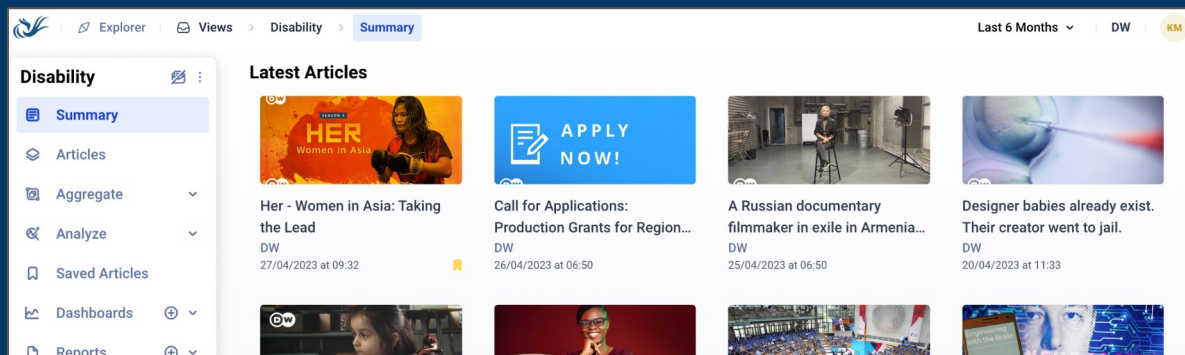 Explorer
Views
Disability
Summary
Last 6 Months
DW
KM
Disability
Summary
Articles
Aggregate
Analyze
Saved Articles
Dashboards
Reports
Latest Articles
DW
SEASON 3
HER
Women in Asia
Her - Women in Asia: Taking
the Lead
DW
27/04/2023 at 09:32
APPLY
NOW!
Call for Applications:
Production Grants for Region...
DW
26/04/2023 at 06:50
A Russian documentary
filmmaker in exile in Armenia...
DW
25/04/2023 at 06:50
Designer babies already exist.
Their creator went to jail.
DW
20/04/2023 at 11:33
DW
Engineering
with the Brain